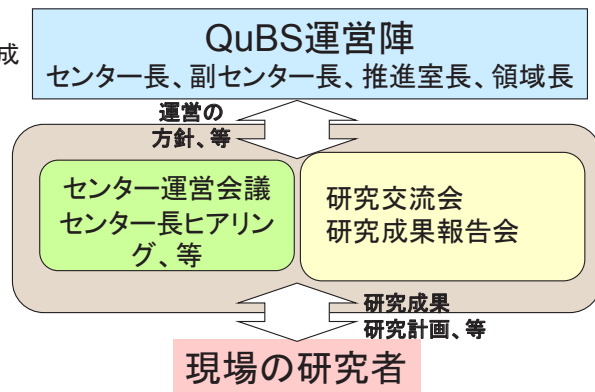 成
QuBS運営陣
センター長、副センター長、推進室長、領域長
運営の
方針、等
センター運営会議
センター長ヒアリン
グ、等
研究交流会
研究成果報告会
研究成果
研究計画、等
現場の研究者